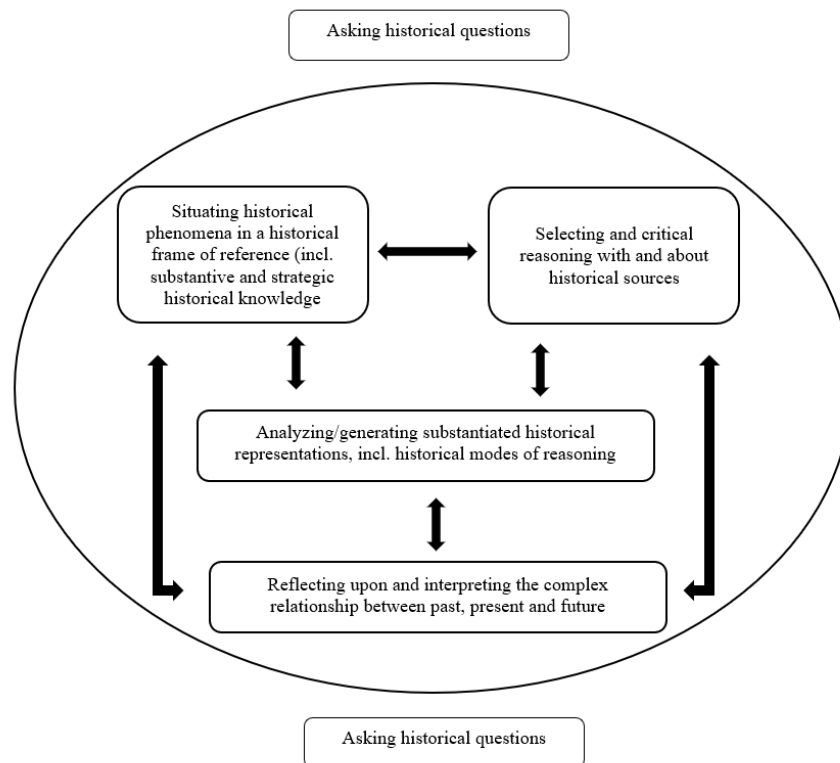 Asking historical questions
Situating historical
phenomena in a historical
frame of reference (incl.
substantive and strategic
historical knowledge
Selecting and critical
reasoning with and about
historical sources
Analyzing/generating substantiated historical
representations, incl. historical modes of reasoning
Reflecting upon and interpreting the complex
relationship between past, present and future
Asking historical questions